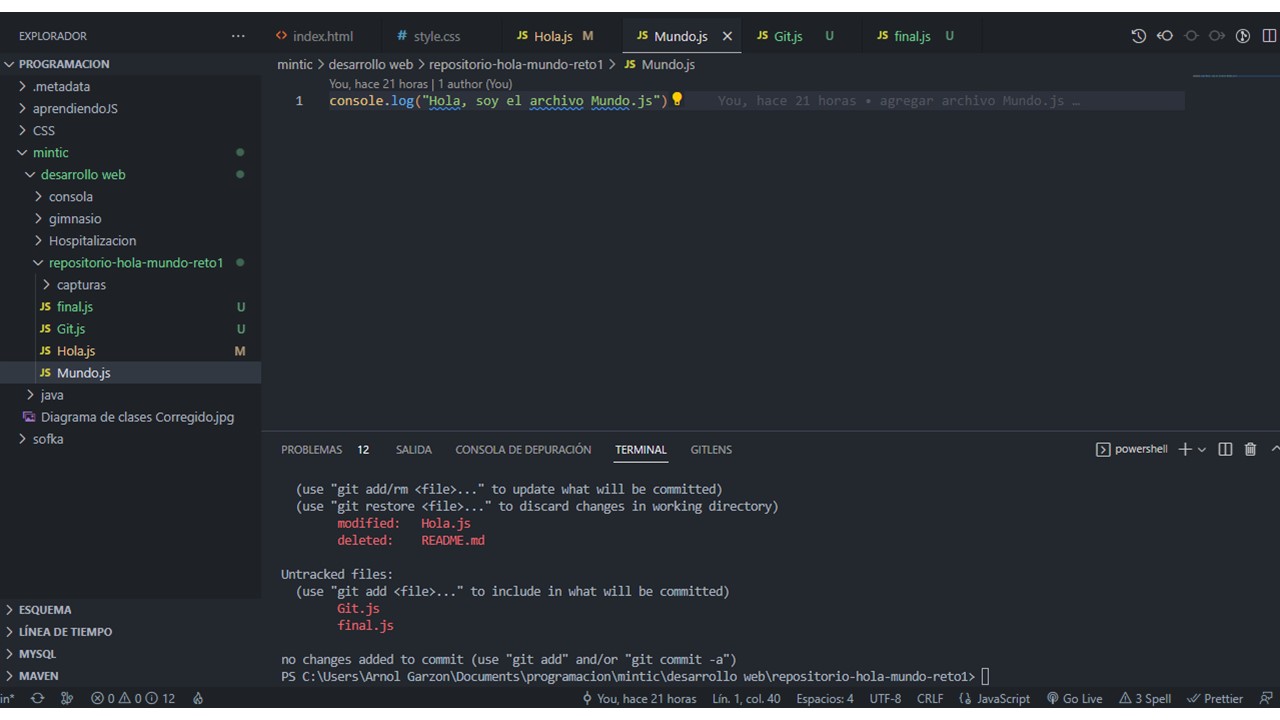 EXPLORADOR ...
index.html # style.css JS Hola.js M JS Mundo.js × JS Git.js U JS final.js U
PROGRAMACION
.metadata
aprendiendoJS
CSS
mintic
desarrollo web
consola
gimnasio
Hospitalizacion
repositorio-hola-mundo-reto1
capturas
JS final.js U
JS Git.js U
JS Hola.js M
JS Mundo.js
java
Diagrama de clases Corregido.jpg
sofka
ESQUEMA
LÍNEA DE TIEMPO
MYSQL
MAVEN
mintic > desarrollo web > repositorio-hola-mundo-reto1 > JS Mundo.js
You, hace 21 horas | 1 author (You)
1 console.log("Hola, soy el archivo Mundo.js") You, hace 21 horas • agregar archivo Mundo.js …
PROBLEMAS 12 SALIDA CONSOLA DE DEPURACIÓN TERMINAL GITLENS powershell
(use "git add/rm <file>..." to update what will be committed)
(use "git restore <file>..." to discard changes in working directory)
modified: Hola.js
deleted: README.md
Untracked files:
(use "git add <file>..." to include in what will be committed)
Git.js
final.js
no changes added to commit (use "git add" and/or "git commit -a")
PS C:\Users\Arnol Garzon\Documents\programacion\mintic\desarrollo web\repositorio-hola-mundo-reto1>
in* 0 0 12 You, hace 21 horas Lín. 1, col. 40 Espacios: 4 UTF-8 CRLF JavaScript Go Live 3 Spell Prettier